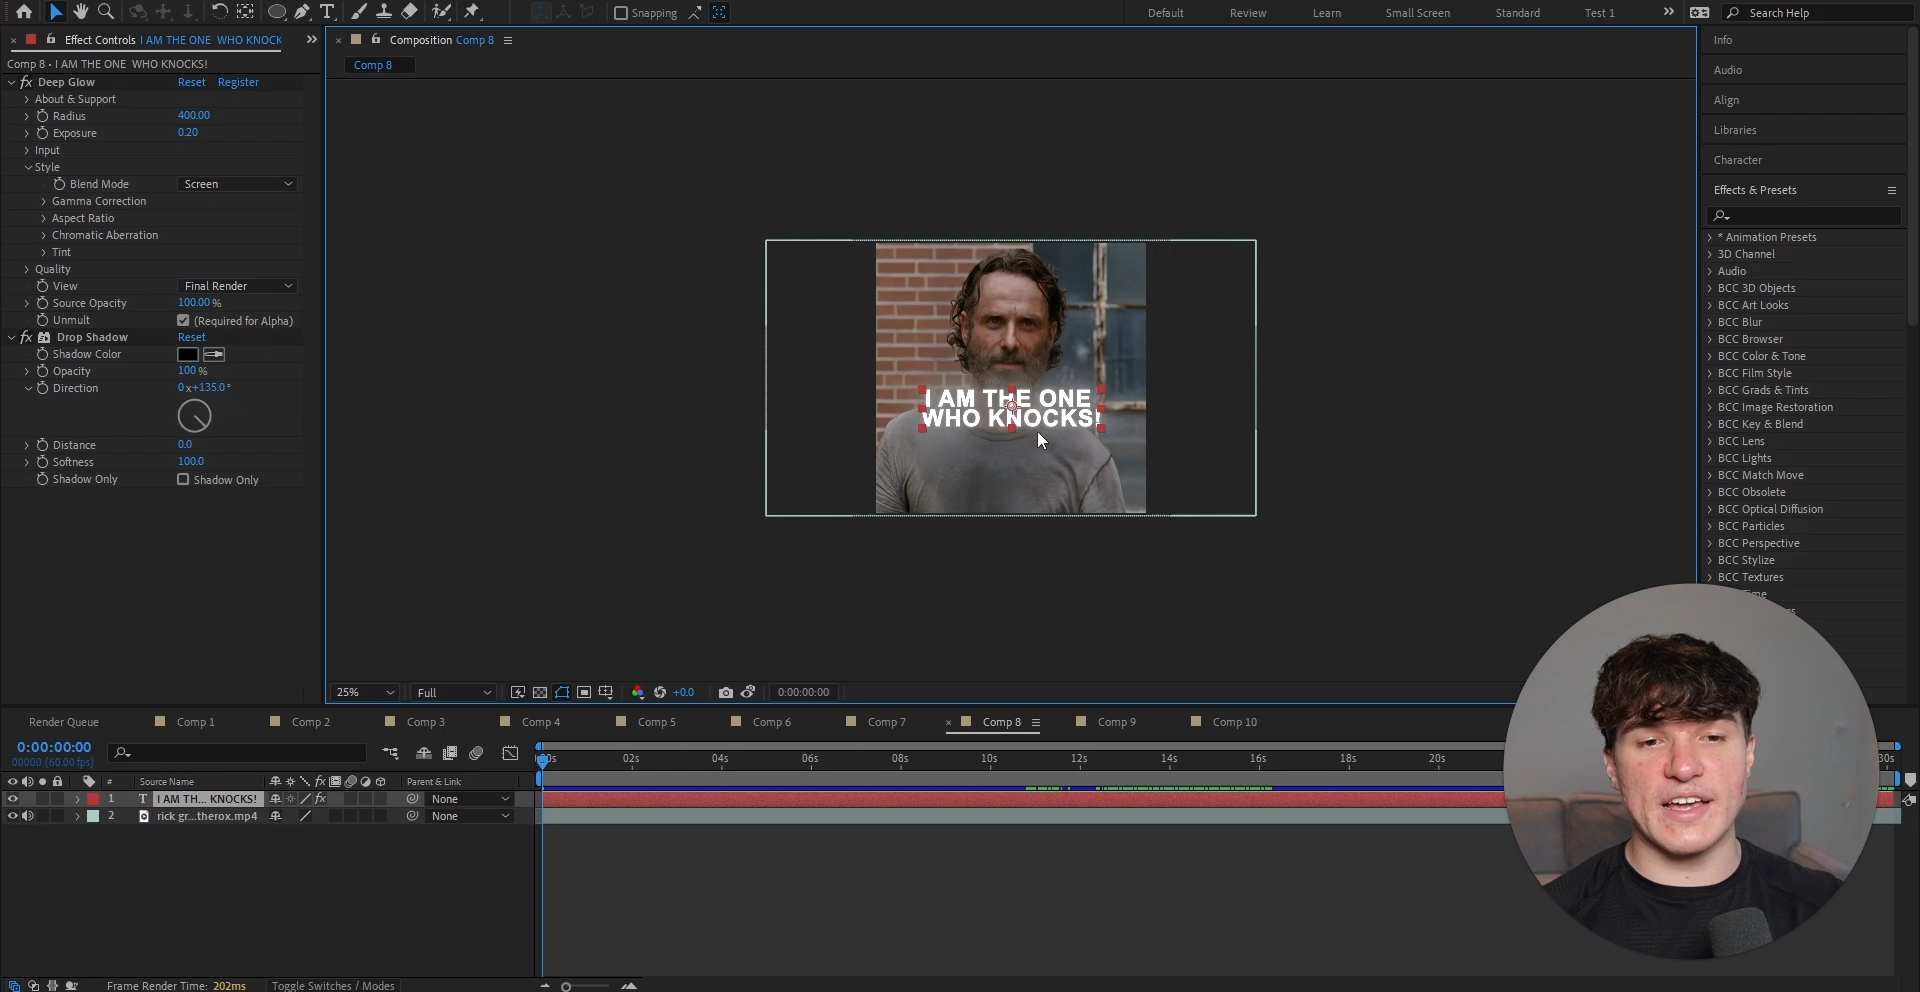 Snapping
Default
Review
Learn
Small Screen
Standard
Test 1
Search Help
Effect Controls I AM THE ONE WHO KNOCK
Comp 8 • I AM THE ONE WHO KNOCKS!
fx Deep Glow Reset Register
About & Support
Radius 400.00
Exposure 0.20
Input
Style
Blend Mode Screen
Gamma Correction
Aspect Ratio
Chromatic Aberration
Tint
Quality
View Final Render
Source Opacity 100.00 %
Unmult (Required for Alpha)
fx Drop Shadow Reset
Shadow Color
Opacity 100 %
Direction 0 x+135.0°
Distance 0.0
Softness 100.0
Shadow Only Shadow Only
Composition Comp 8
Comp 8
I AM THE ONE
WHO KNOCKS!
25% Full +0.0 0:00:00:00
Info
Audio
Align
Libraries
Character
Effects & Presets
* Animation Presets
3D Channel
Audio
BCC 3D Objects
BCC Art Looks
BCC Blur
BCC Browser
BCC Color & Tone
BCC Film Style
BCC Grads & Tints
BCC Image Restoration
BCC Key & Blend
BCC Lens
BCC Lights
BCC Match Move
BCC Obsolete
BCC Optical Diffusion
BCC Particles
BCC Perspective
BCC Stylize
BCC Textures
Render Queue Comp 1 Comp 2 Comp 3 Comp 4 Comp 5 Comp 6 Comp 7 Comp 8 Comp 9 Comp 10
0:00:00:00
00000 (60.00 fps)
02s 04s 06s 08s 10s 12s 14s 16s 18s 20s 30s
# Source Name fx Parent & Link
1 T I AM TH... KNOCKS! fx None
2 rick gr...therox.mp4 None
Frame Render Time: 202ms Toggle Switches / Modes